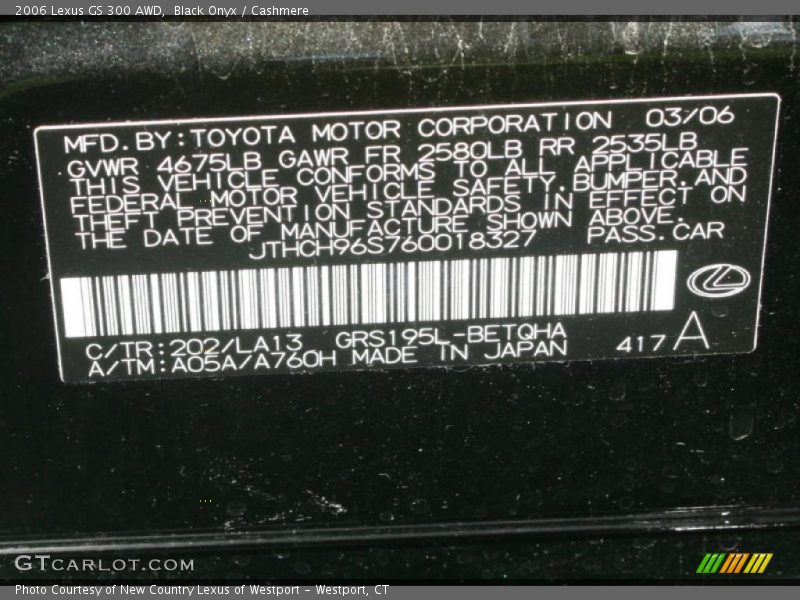 2006 Lexus GS 300 AWD, Black Onyx / Cashmere
MFD.BY:TOYOTA MOTOR CORPORATION 03/06
GVWR 4675LB GAWR FR 2580LB RR 2535LB
THIS VEHICLE CONFORMS TO ALL APPLICABLE
FEDERAL MOTOR VEHICLE SAFETY,BUMPER,AND
THEFT PREVENTION STANDARDS IN EFFECT ON
THE DATE OF MANUFACTURE SHOWN ABOVE.
JTHCH96S760018327 PASS.CAR
C/TR:202/LA13 GRS195L-BETQHA
A/TM:A05A/A760H MADE IN JAPAN 417 A
GTCARLOT.COM
Photo Courtesy of New Country Lexus of Westport - Westport, CT